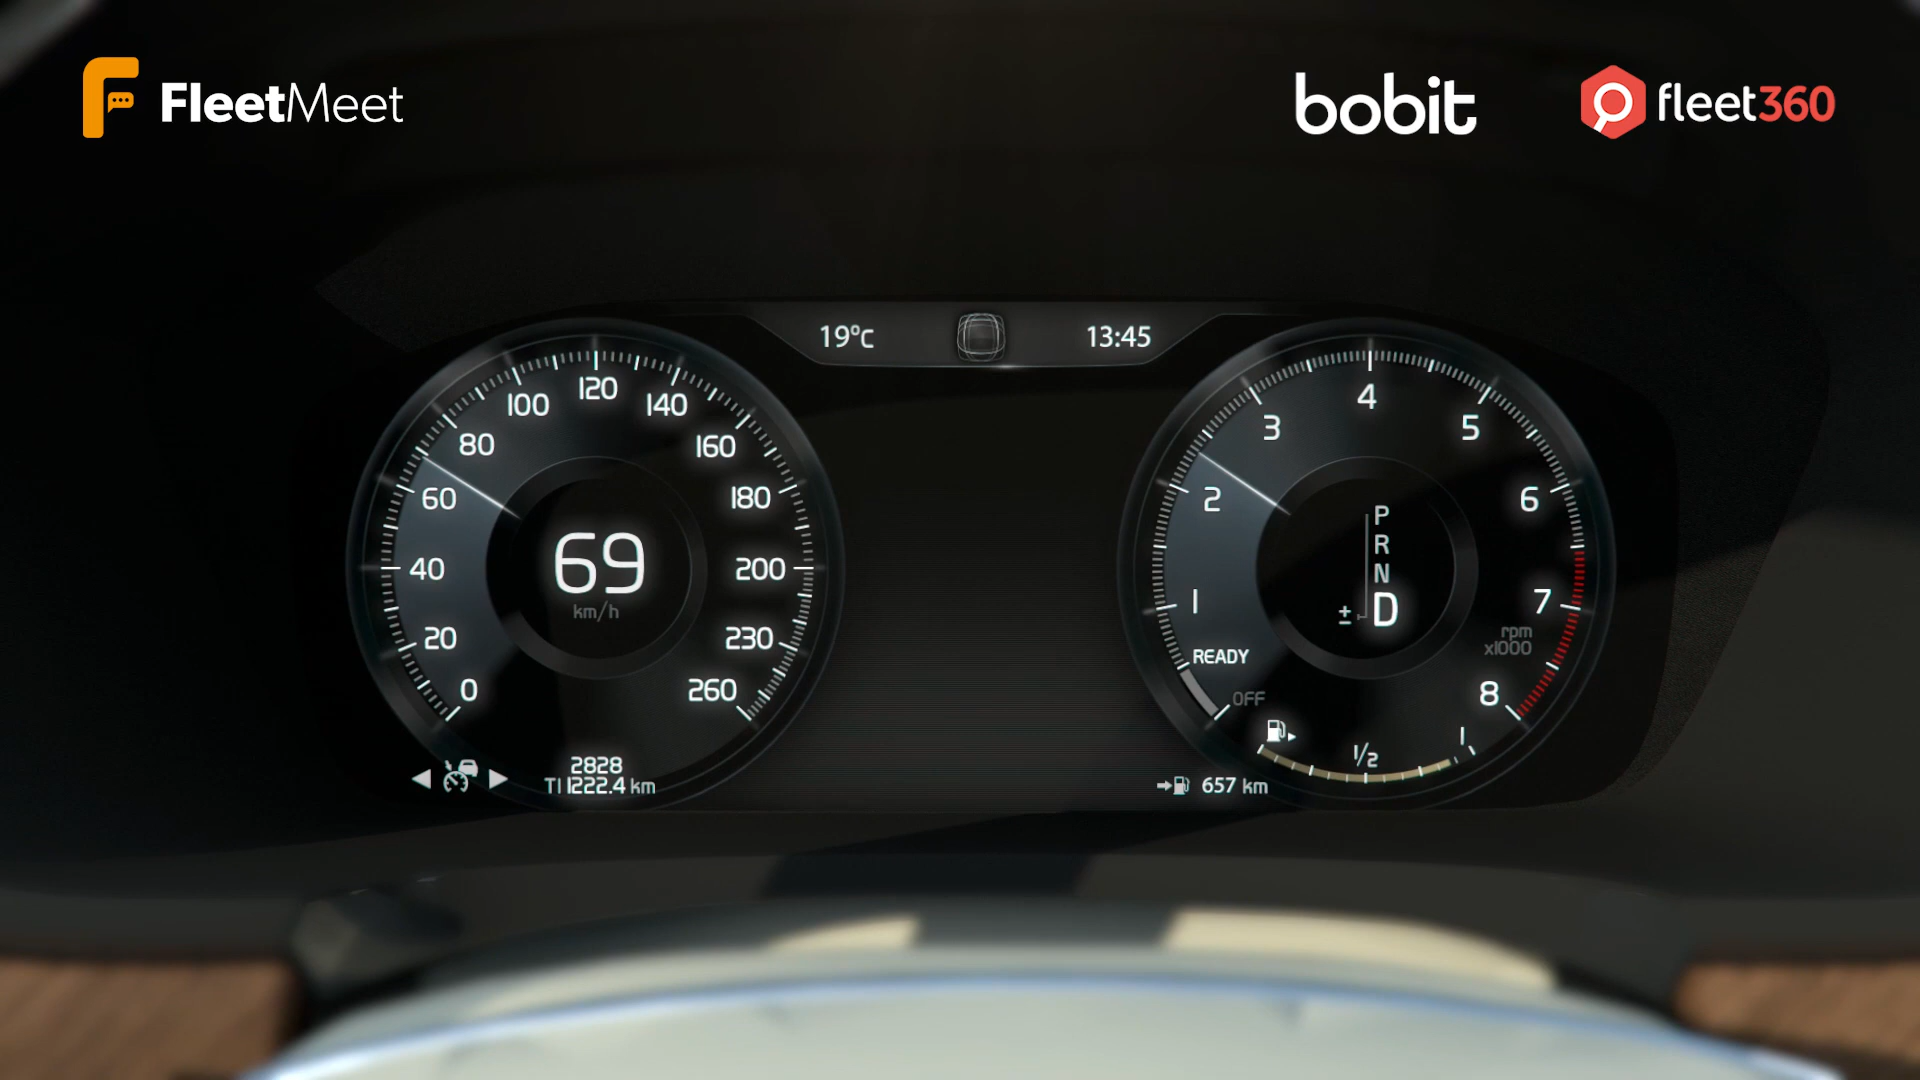 FleetMeet
bobit
fleet360
19°C
13:45
0
20
40
60
80
100
120
140
160
180
200
230
260
69
km/h
2828
T1 1222.4 km
1
2
3
4
5
6
7
8
rpm
x1000
P
R
N
D
±
READY
OFF
1/2
1
657 km